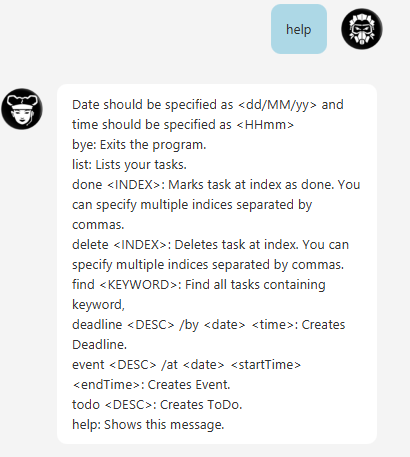 help
Date should be specified as <dd/MM/yy> and
time should be specified as <HHmm>
bye: Exits the program.
list: Lists your tasks.
done <INDEX>: Marks task at index as done. You
can specify multiple indices separated by
commas.
delete <INDEX>: Deletes task at index. You can
specify multiple indices separated by commas.
find <KEYWORD>: Find all tasks containing
keyword,
deadline <DESC> /by <date> <time>: Creates
Deadline.
event <DESC> /at <date> <startTime>
<endTime>: Creates Event.
todo <DESC>: Creates ToDo.
help: Shows this message.